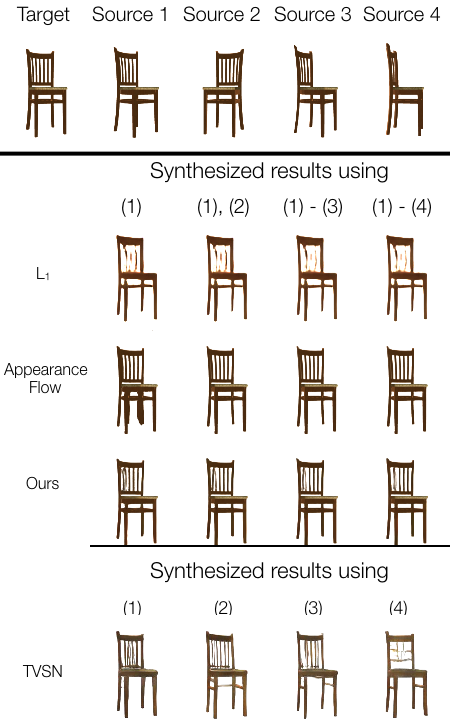 Target Source 1 Source 2 Source 3 Source 4
Synthesized results using
(1) (1), (2) (1) - (3) (1) - (4)
L₁
Appearance
Flow
Ours
Synthesized results using
(1) (2) (3) (4)
TVSN